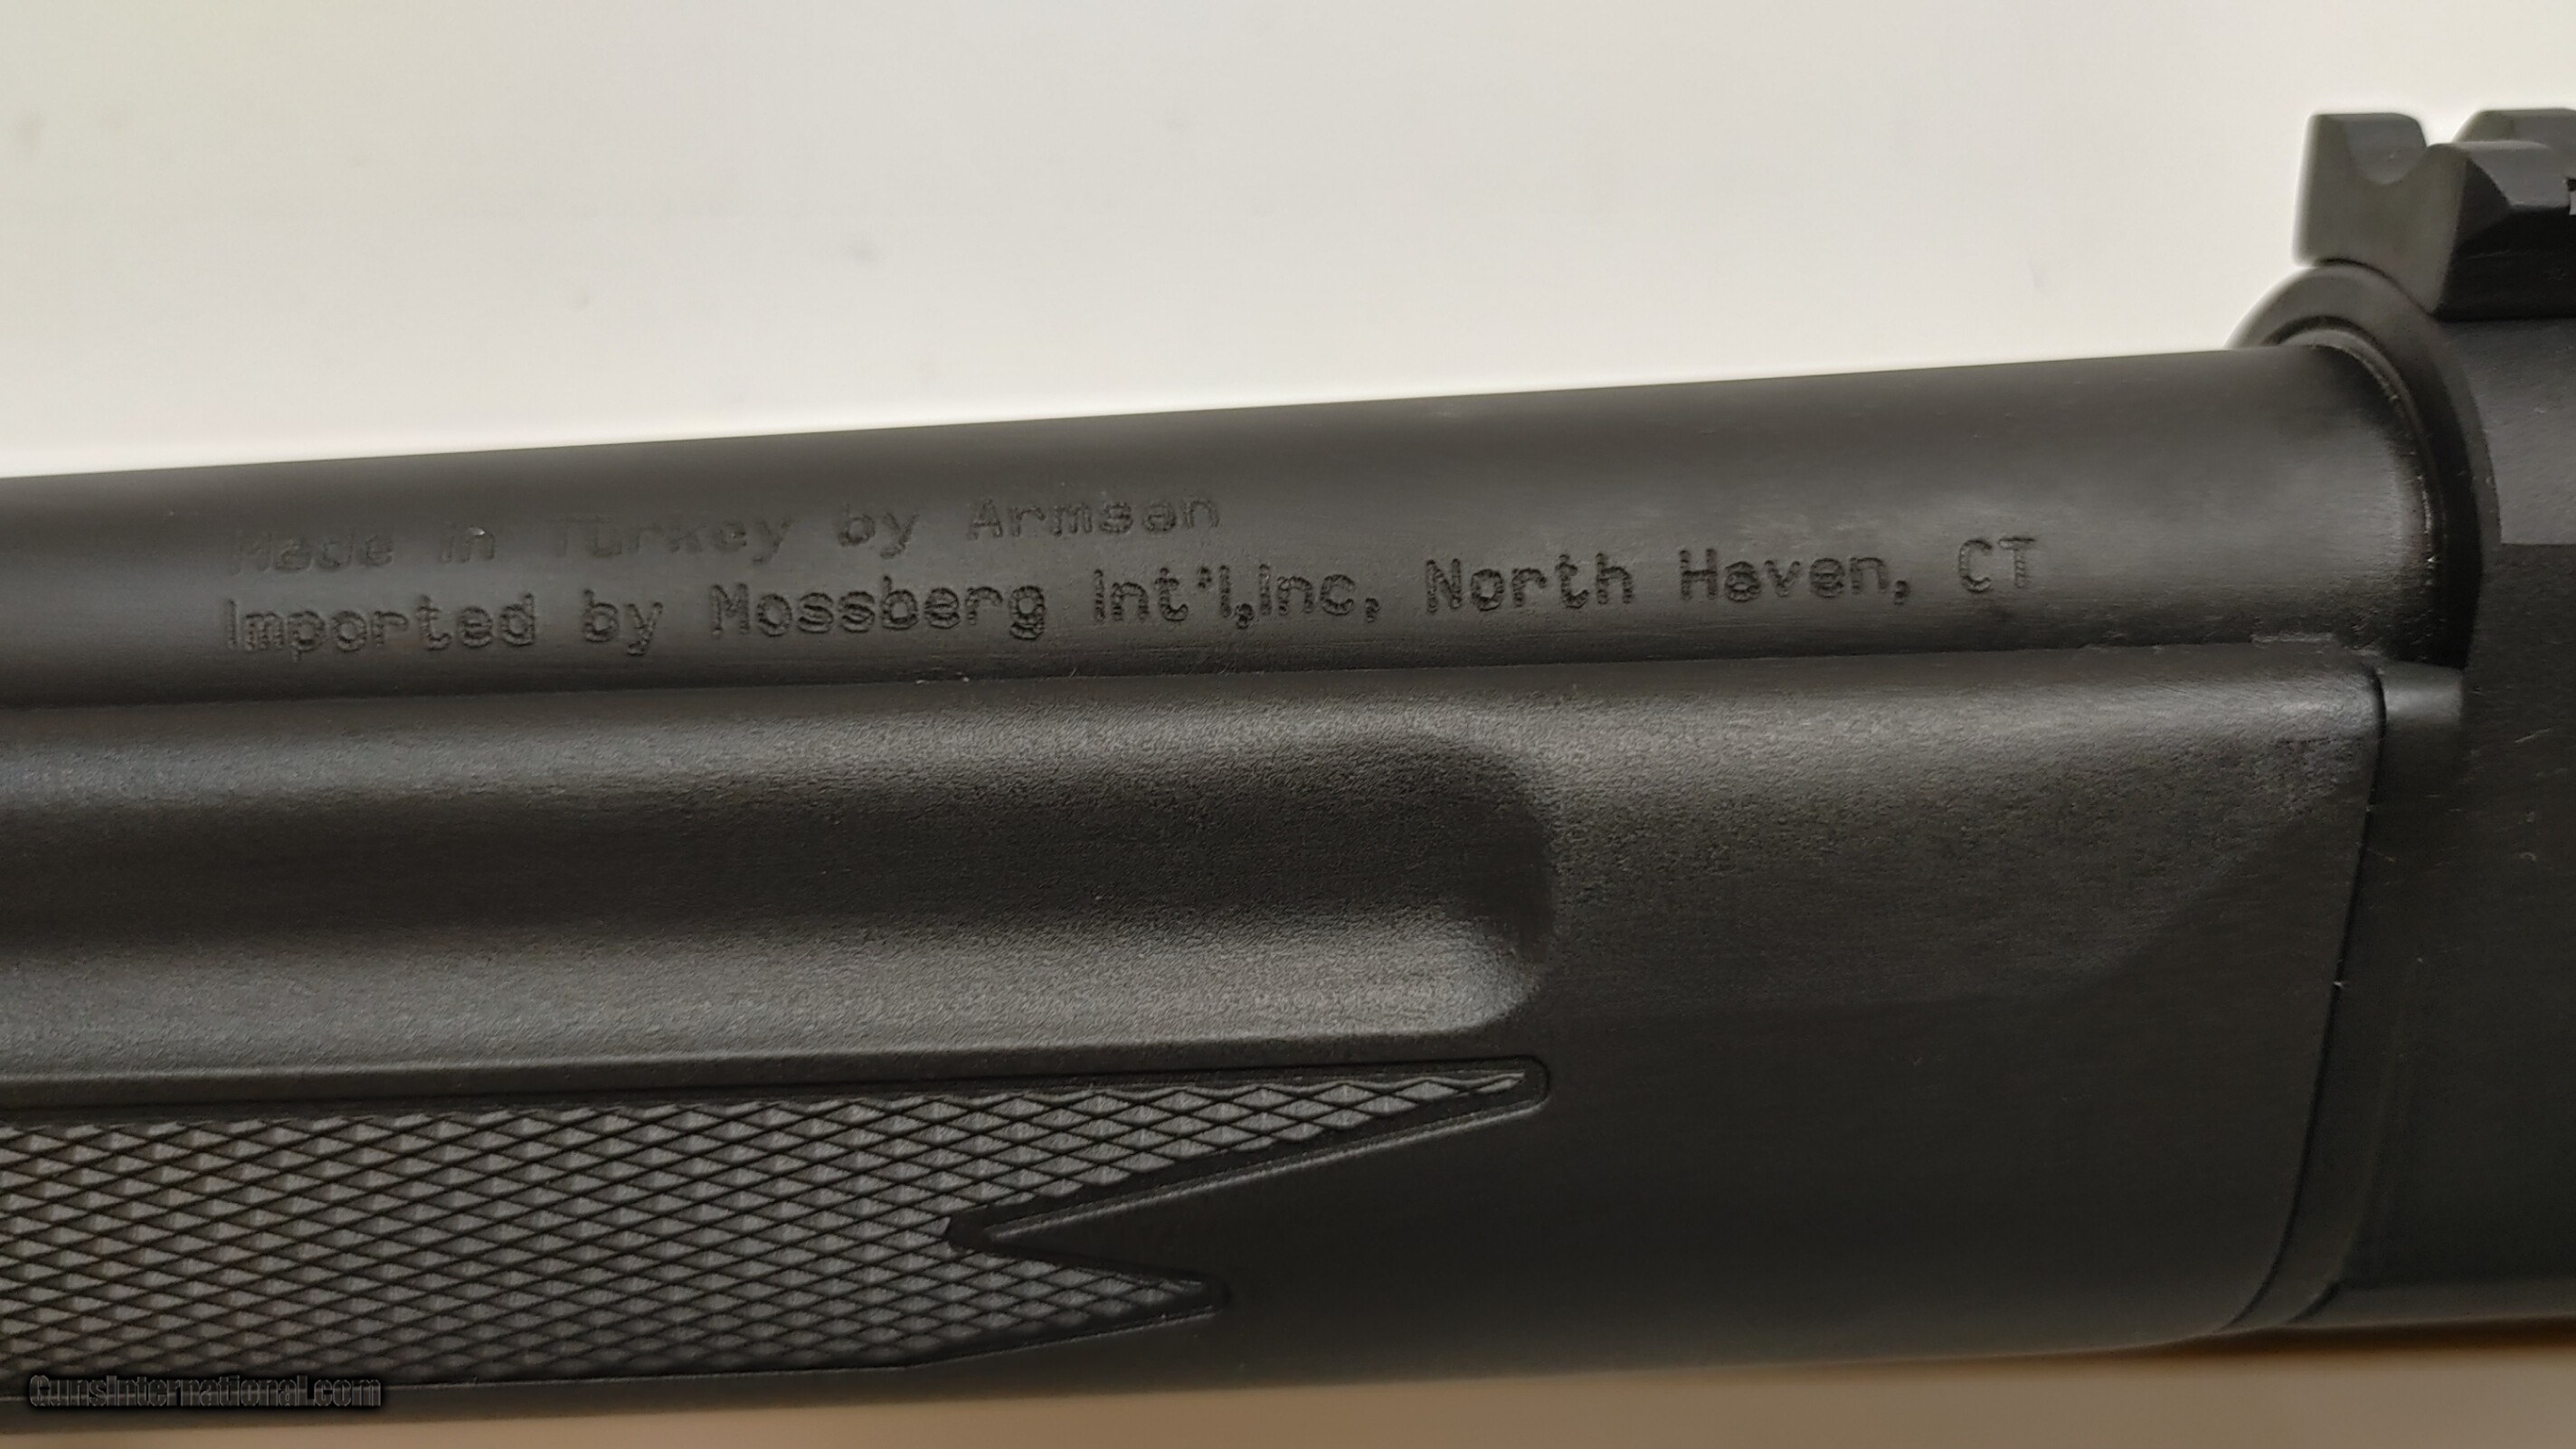 Made in Turkey by Armsan
Imported by Mossberg Int'l,Inc, North Haven, CT
GunsInternational.com